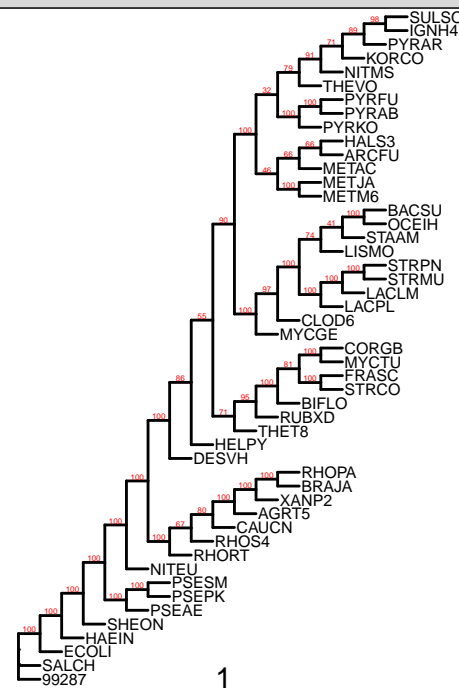 98 SULSO
89 IGNH4
71 PYRAR
91 KORCO
79 NITMS
THEVO
32
100 PYRFU
100 PYRAB
PYRKO
100
66 HALS3
66 ARCFU
46 METAC
METJA
100 METM6
90
100 BACSU
41 OCEIH
74 STAAM
LISMO
100
100 STRPN
100 STRMU
97 LACLM
100 LACPL
CLOD6
100 MYCGE
55
100 CORGB
81 MYCTU
FRASC
100 100 STRCO
95 BIFLO
71 RUBXD
THET8
86 HELPY
100 DESVH
100 RHOPA
100 BRAJA
100 XANP2
100 AGRT5
80 CAUCN
67 RHOS4
100 RHORT
100 NITEU
100 PSESM
100 PSEPK
100 PSEAE
100 SHEON
100 HAEIN
100 ECOLI
100 SALCH
99287
1